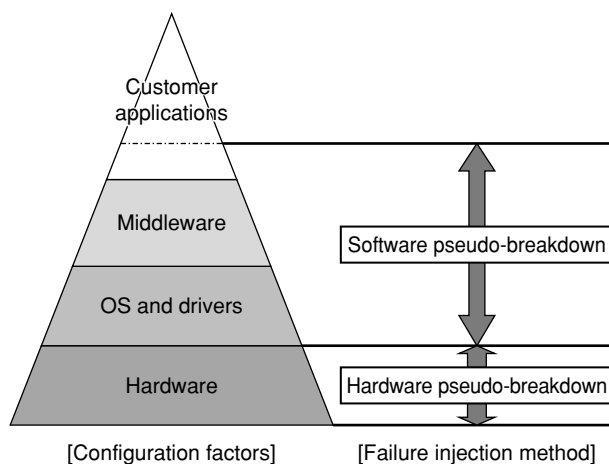 Customer
applications
Middleware
Software pseudo-breakdown
OS and drivers
Hardware
Hardware pseudo-breakdown
[Configuration factors]
[Failure injection method]